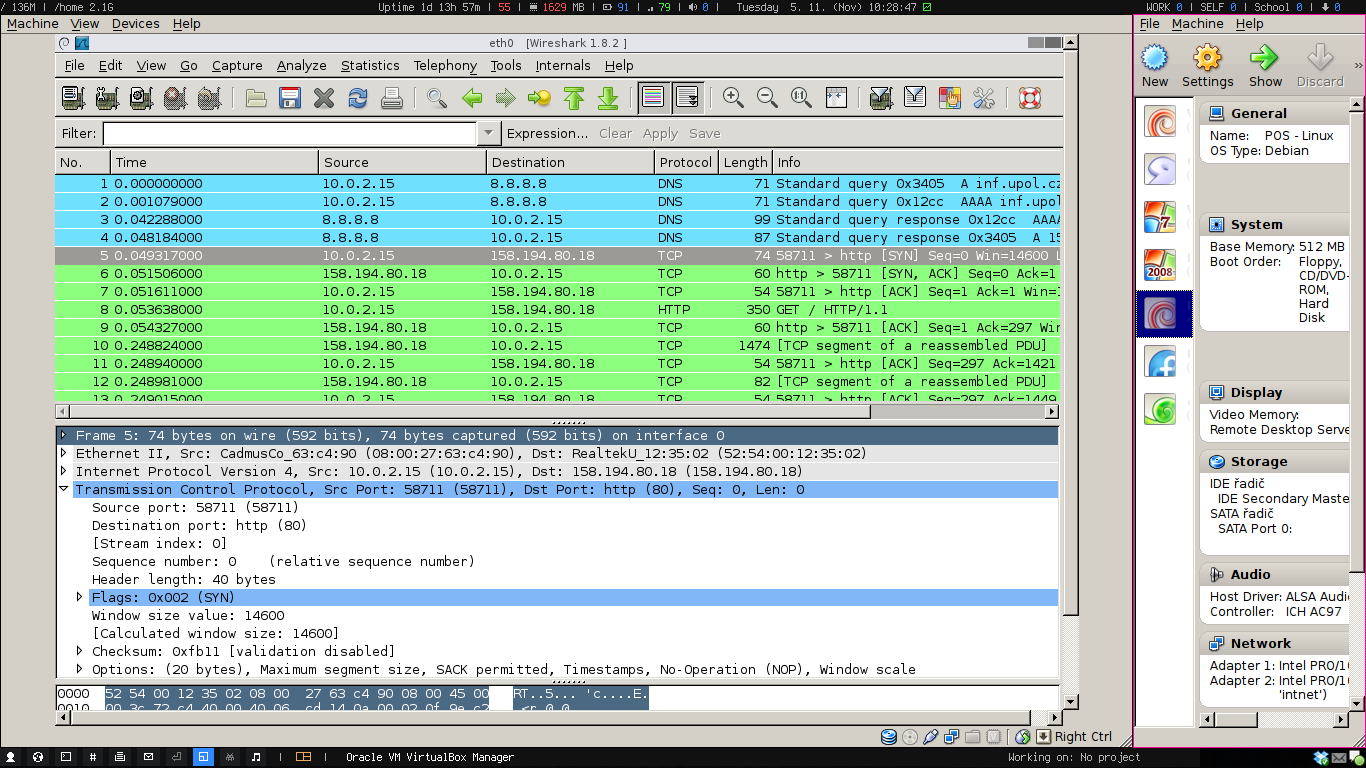 / 136M | /home 2.1G
Uptime 1d 13h 57m | 55 | 1629 MB | 91 | 79 | 0 | Tuesday 5. 11. (Nov) 10:28:47
WORK 0 | SELF 0 | School 0 | 0
Machine View Devices Help
eth0 [Wireshark 1.8.2 ]
File Edit View Go Capture Analyze Statistics Telephony Tools Internals Help
Filter: Expression... Clear Apply Save
No. Time Source Destination Protocol Length Info
1 0.000000000 10.0.2.15 8.8.8.8 DNS 71 Standard query 0x3405 A inf.upol.cz
2 0.001079000 10.0.2.15 8.8.8.8 DNS 71 Standard query 0x12cc AAAA inf.upol
3 0.042288000 8.8.8.8 10.0.2.15 DNS 99 Standard query response 0x12cc AAAA
4 0.048184000 8.8.8.8 10.0.2.15 DNS 87 Standard query response 0x3405 A 15
5 0.049317000 10.0.2.15 158.194.80.18 TCP 74 58711 > http [SYN] Seq=0 Win=14600 L
6 0.051506000 158.194.80.18 10.0.2.15 TCP 60 http > 58711 [SYN, ACK] Seq=0 Ack=1
7 0.051611000 10.0.2.15 158.194.80.18 TCP 54 58711 > http [ACK] Seq=1 Ack=1 Win=1
8 0.053638000 10.0.2.15 158.194.80.18 HTTP 350 GET / HTTP/1.1
9 0.054327000 158.194.80.18 10.0.2.15 TCP 60 http > 58711 [ACK] Seq=1 Ack=297 Win
10 0.248824000 158.194.80.18 10.0.2.15 TCP 1474 [TCP segment of a reassembled PDU]
11 0.248940000 10.0.2.15 158.194.80.18 TCP 54 58711 > http [ACK] Seq=297 Ack=1421
12 0.248981000 158.194.80.18 10.0.2.15 TCP 82 [TCP segment of a reassembled PDU]
13 0.249015000 10.0.2.15 158.194.80.18 TCP 54 58711 > http [ACK] Seq=297 Ack=1449
Frame 5: 74 bytes on wire (592 bits), 74 bytes captured (592 bits) on interface 0
Ethernet II, Src: CadmusCo_63:c4:90 (08:00:27:63:c4:90), Dst: RealtekU_12:35:02 (52:54:00:12:35:02)
Internet Protocol Version 4, Src: 10.0.2.15 (10.0.2.15), Dst: 158.194.80.18 (158.194.80.18)
Transmission Control Protocol, Src Port: 58711 (58711), Dst Port: http (80), Seq: 0, Len: 0
Source port: 58711 (58711)
Destination port: http (80)
[Stream index: 0]
Sequence number: 0 (relative sequence number)
Header length: 40 bytes
Flags: 0x002 (SYN)
Window size value: 14600
[Calculated window size: 14600]
Checksum: 0xfb11 [validation disabled]
Options: (20 bytes), Maximum segment size, SACK permitted, Timestamps, No-Operation (NOP), Window scale
0000 52 54 00 12 35 02 08 00 27 63 c4 90 08 00 45 00 RT..5... 'c....E.
0010 00 3c 72 c4 40 00 40 06 cd 14 0a 00 02 0f 9e c2
Right Ctrl
File Machine Help
New Settings Show Discard
General
Name: POS - Linux
OS Type: Debian
System
Base Memory: 512 MB
Boot Order: Floppy,
CD/DVD-
ROM,
Hard
Disk
Display
Video Memory:
Remote Desktop Serve
Storage
IDE řadič
IDE Secondary Maste
SATA řadič
SATA Port 0:
Audio
Host Driver: ALSA Audio
Controller: ICH AC97
Network
Adapter 1: Intel PRO/10
Adapter 2: Intel PRO/10
'intnet')
7
2008
Oracle VM VirtualBox Manager
Working on: No project